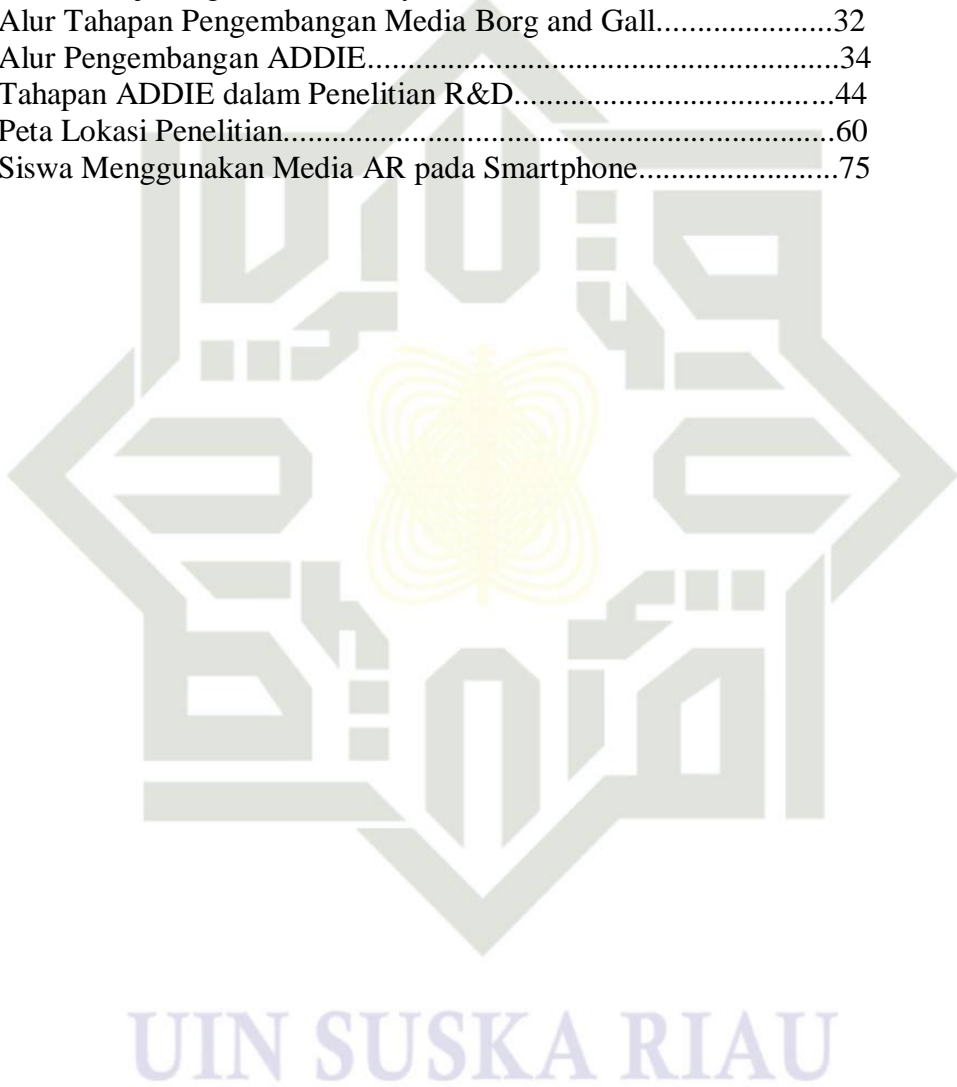 Alur Tahapan Pengembangan Media Borg and Gall......................32
Alur Pengembangan ADDIE..........................................................34
Tahapan ADDIE dalam Penelitian R&D.......................................44
Peta Lokasi Penelitian....................................................................60
Siswa Menggunakan Media AR pada Smartphone........................75
UIN SUSKA RIAU